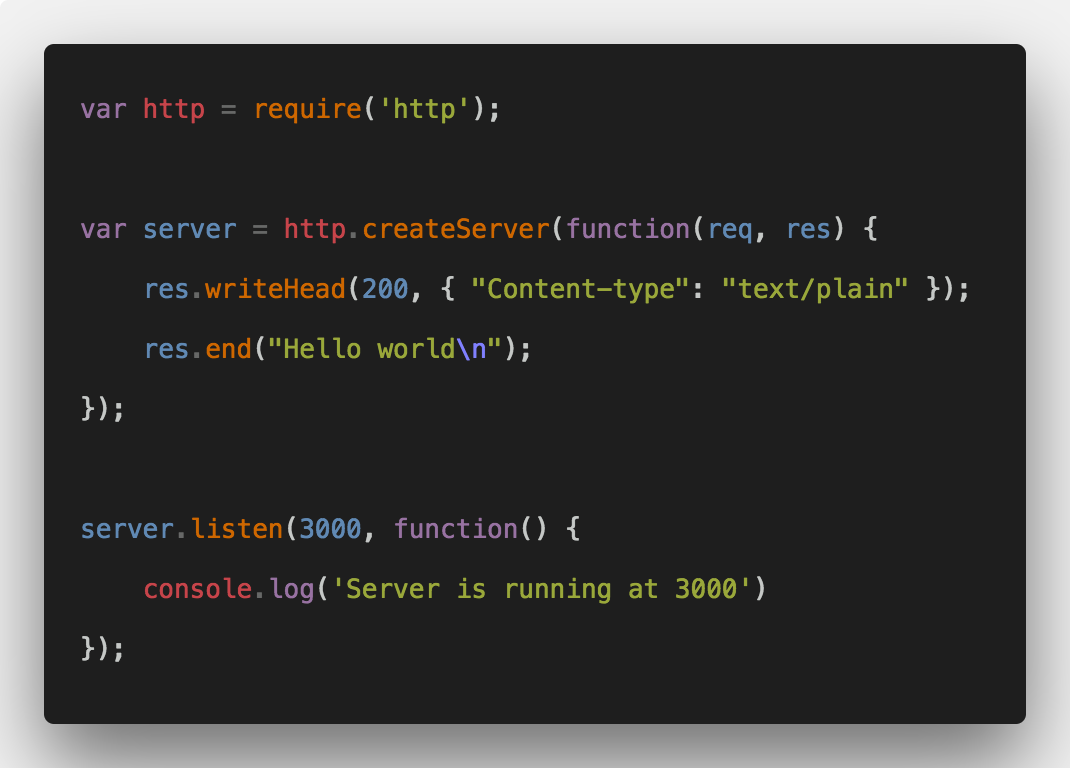 var http = require('http');

var server = http.createServer(function(req, res) {
    res.writeHead(200, { "Content-type": "text/plain" });
    res.end("Hello world\n");
});

server.listen(3000, function() {
    console.log('Server is running at 3000')
});